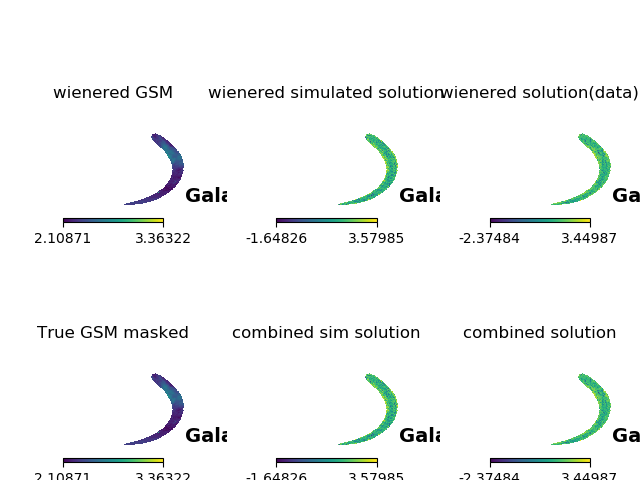 wienered GSM wienered simulated solution wienered solution(data)
Gala Gala Ga
2.10871 3.36322 -1.64826 3.57985 -2.37484 3.44987
True GSM masked combined sim solution combined solution
Gala Gala Ga
2.10871 3.36322 -1.64826 3.57985 -2.37484 3.44987